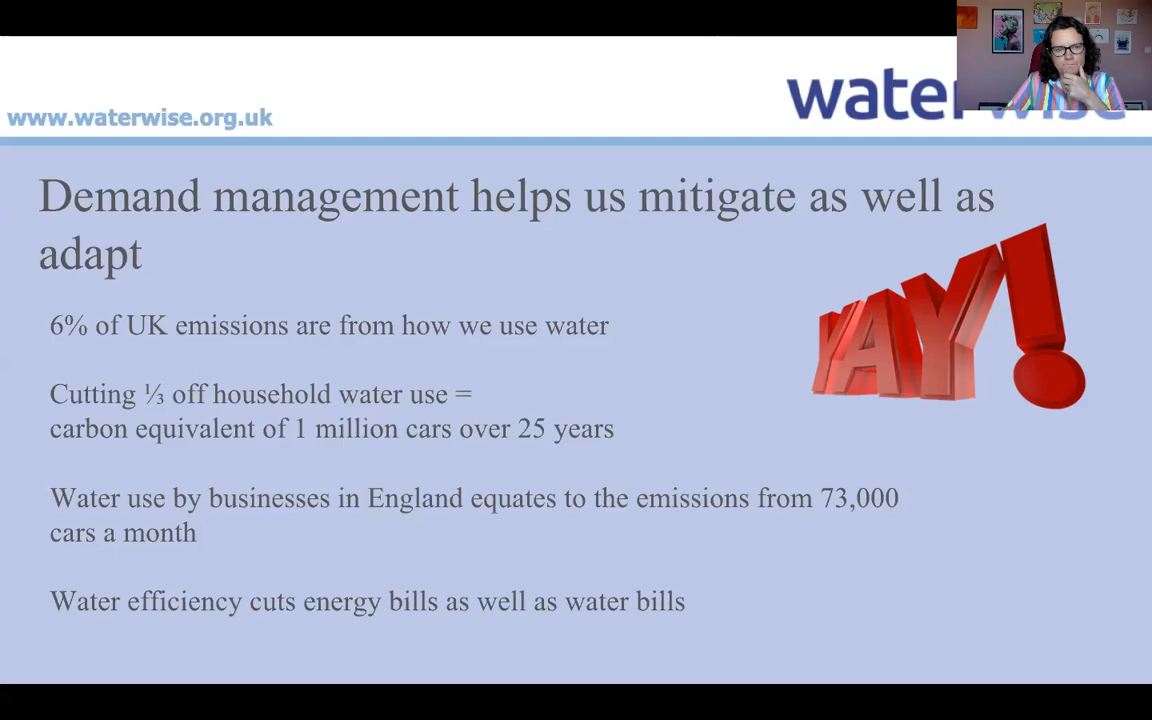 www.waterwise.org.uk
waterwise
Demand management helps us mitigate as well as
adapt
YAY!
6% of UK emissions are from how we use water
Cutting ⅓ off household water use =
carbon equivalent of 1 million cars over 25 years
Water use by businesses in England equates to the emissions from 73,000
cars a month
Water efficiency cuts energy bills as well as water bills